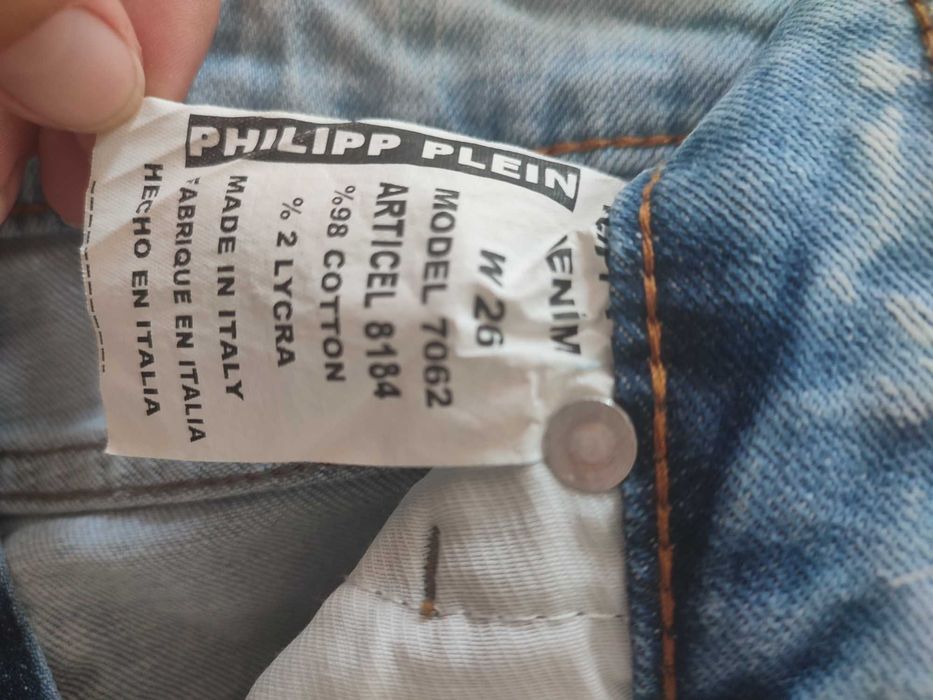 PHILIPP PLEIN
ENİM
W 26
MODEL 7062
ARTICEL 8184
%98 COTTON
% 2 LYCRA
MADE IN ITALY
FABRIQUE EN ITALIA
HECHO EN ITALIA